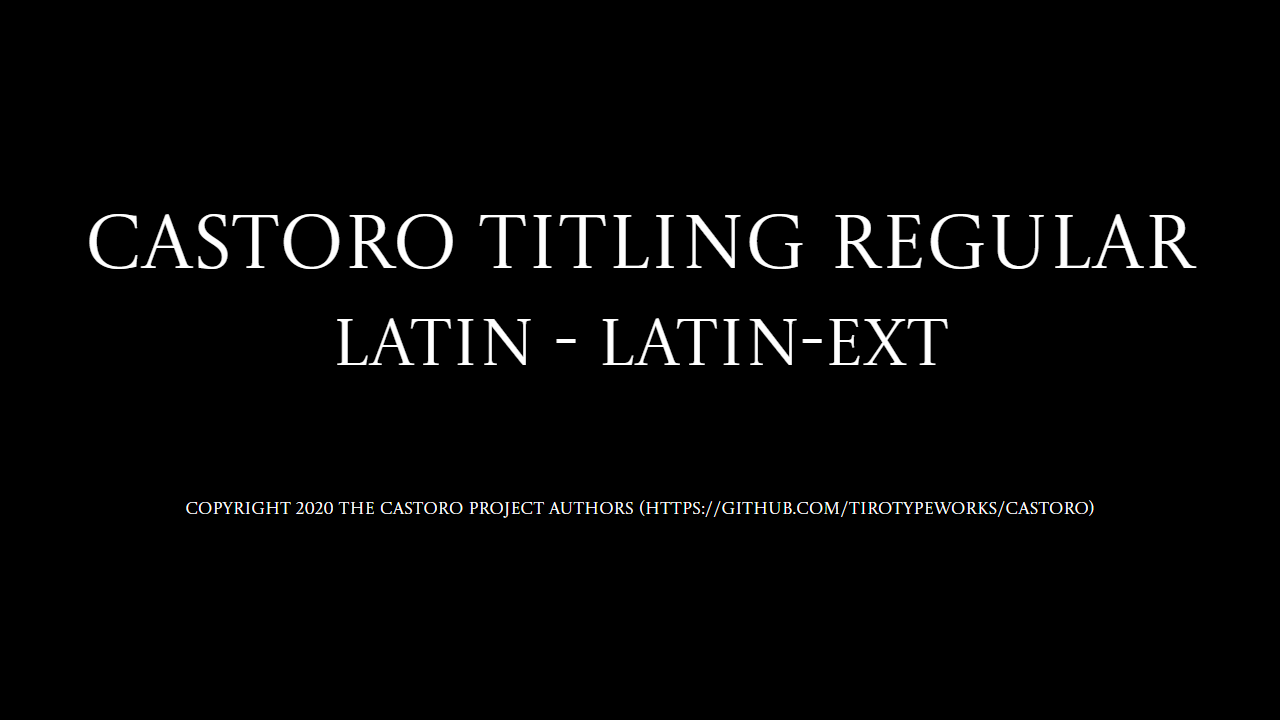 CASTORO TITLING REGULAR
LATIN - LATIN-EXT
COPYRIGHT 2020 THE CASTORO PROJECT AUTHORS (HTTPS://GITHUB.COM/TIROTYPEWORKS/CASTORO)